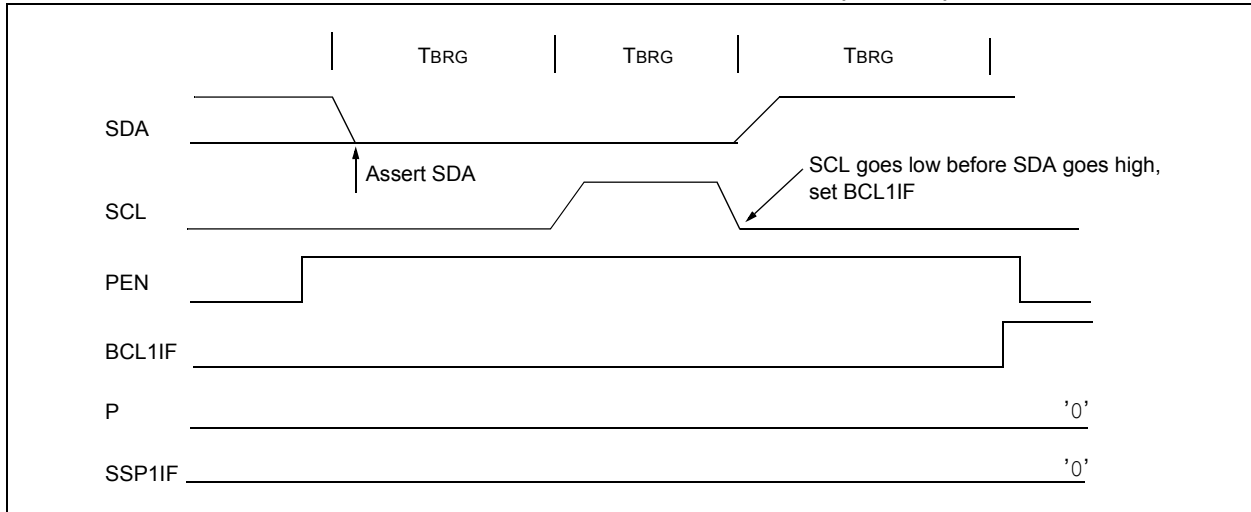 TBRG TBRG TBRG
SDA
Assert SDA
SCL goes low before SDA goes high,
set BCL1IF
SCL
PEN
BCL1IF
P '0'
SSP1IF '0'